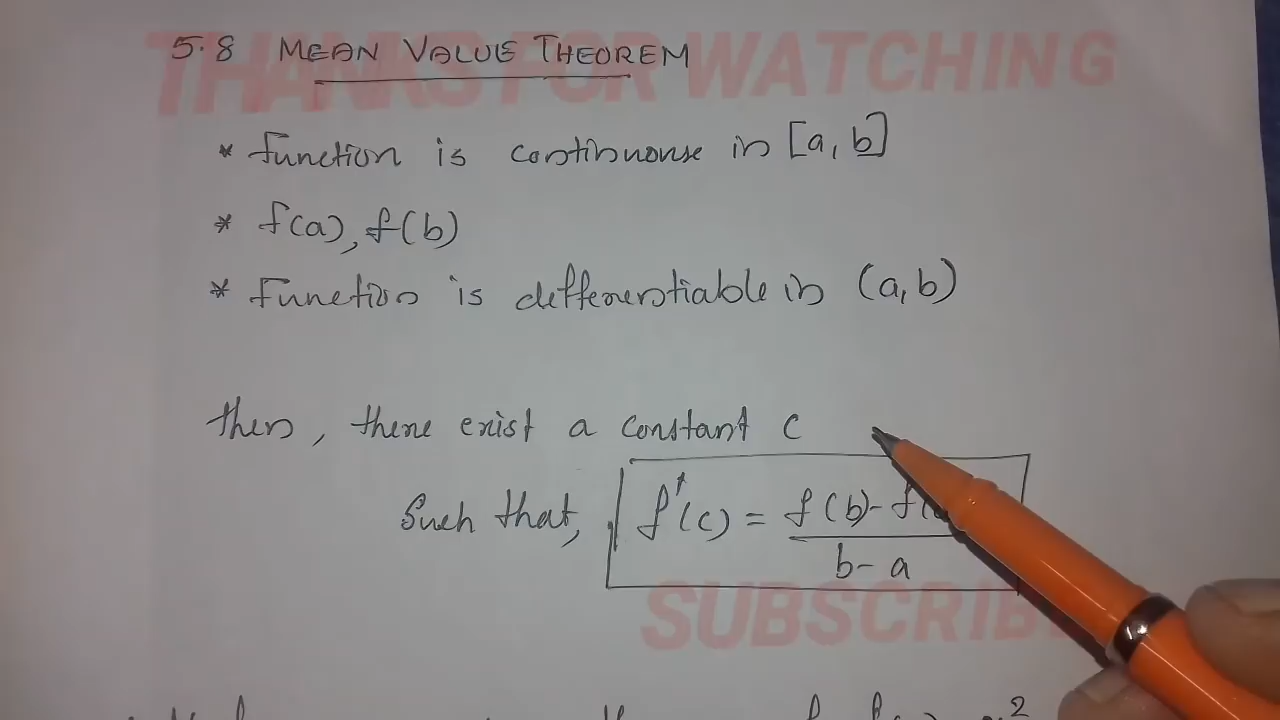 THANKS FOR WATCHING
5.8 MEAN VALUE THEOREM
* function is continuouse in [a, b]
* f(a), f(b)
* Function is differentiable in (a, b)
then, there exist a constant c
Such that, f'(c) = f(b) - f(
b - a
SUBSCRIB